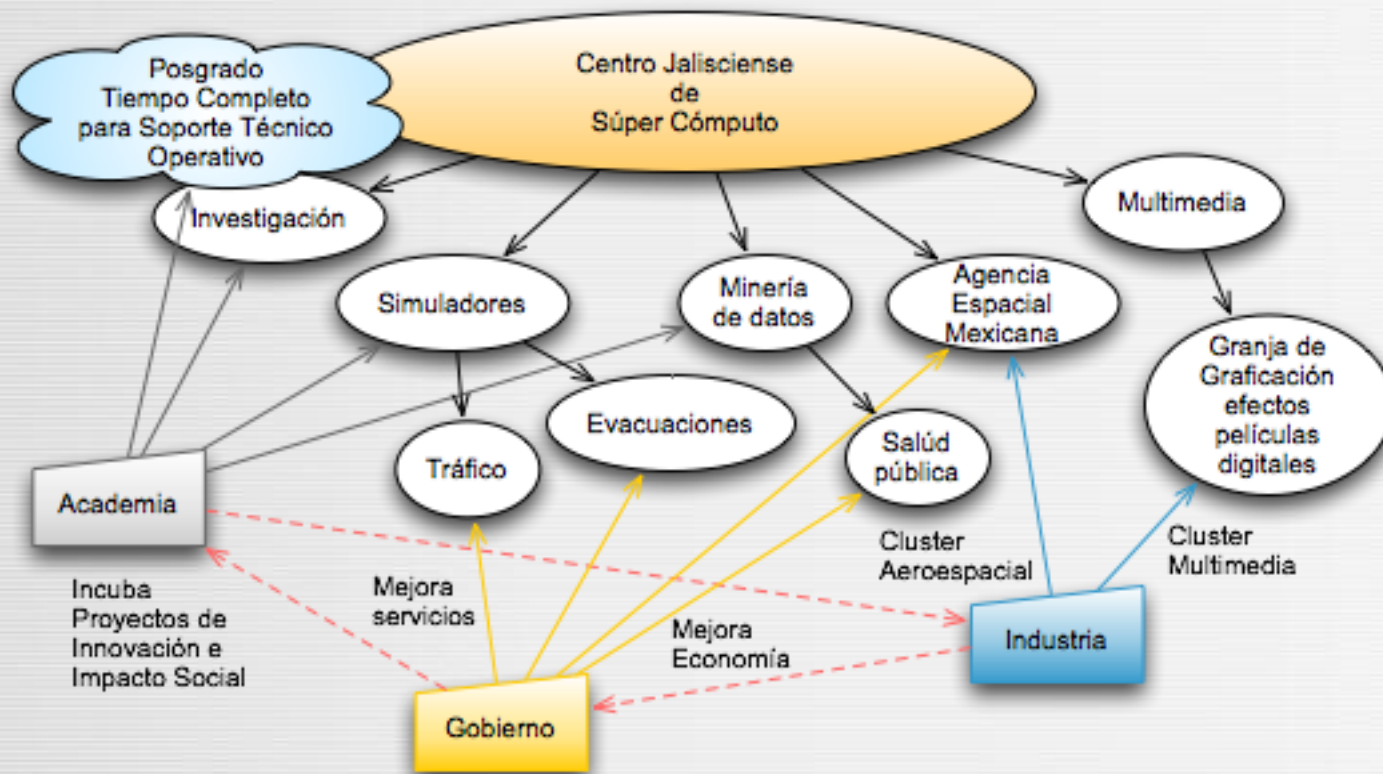 Posgrado
Tiempo Completo
para Soporte Técnico
Operativo
Centro Jalisciense
de
Súper Cómputo
Investigación
Multimedia
Simuladores
Minería
de datos
Agencia
Espacial
Mexicana
Granja de
Graficación
efectos
películas
digitales
Evacuaciones
Tráfico
Salúd
pública
Academia
Cluster
Aeroespacial
Cluster
Multimedia
Incuba
Proyectos de
Innovación e
Impacto Social
Mejora
servicios
Mejora
Economía
Industria
Gobierno